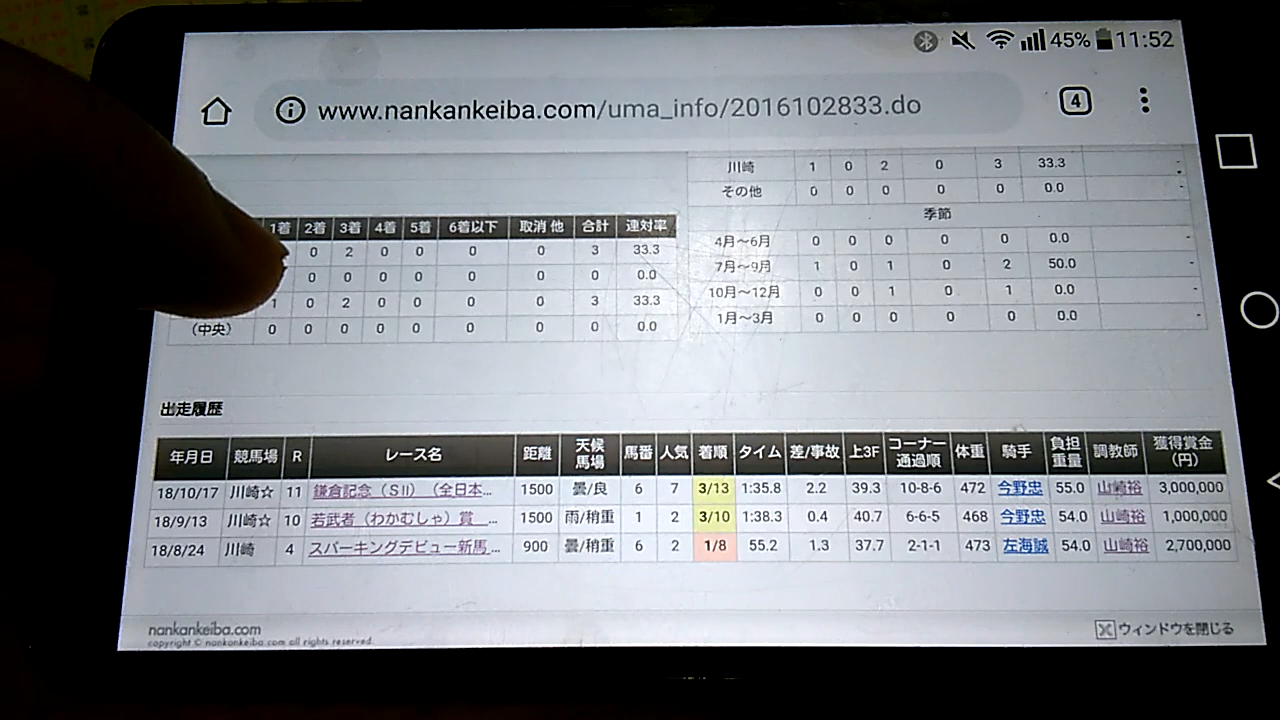 45% 11:52
www.nankankeiba.com/uma_info/2016102833.do 4
川崎 1 0 2 0 3 33.3 -
その他 0 0 0 0 0 0.0 -
季節
4月～6月 0 0 0 0 0 0.0 -
7月～9月 1 0 1 0 2 50.0 -
10月～12月 0 0 1 0 1 0.0 -
1月～3月 0 0 0 0 0 0.0 -
1着 2着 3着 4着 5着 6着以下 取消 他 合計 連対率
0 2 0 0 0 0 3 33.3
0 0 0 0 0 0 0 0.0
1 0 2 0 0 0 0 3 33.3
（中央） 0 0 0 0 0 0 0 0 0.0
出走履歴
年月日 競馬場 R レース名 距離 天候馬場 馬番 人気 着順 タイム 差/事故 上3F コーナー通過順 体重 騎手 負担重量 調教師 獲得賞金（円）
18/10/17 川崎☆ 11 鎌倉記念（SⅡ）（全日本... 1500 曇/良 6 7 3/13 1:35.8 2.2 39.3 10-8-6 472 今野忠 55.0 山崎裕 3,000,000
18/9/13 川崎☆ 10 若武者（わかむしゃ）賞 ... 1500 雨/稍重 1 2 3/10 1:38.3 0.4 40.7 6-6-5 468 今野忠 54.0 山崎裕 1,000,000
18/8/24 川崎 4 スパーキングデビュー新馬... 900 曇/稍重 6 2 1/8 55.2 1.3 37.7 2-1-1 473 左海誠 54.0 山崎裕 2,700,000
nankankeiba.com
copyright © nankankeiba.com all rights reserved.
ウィンドウを閉じる